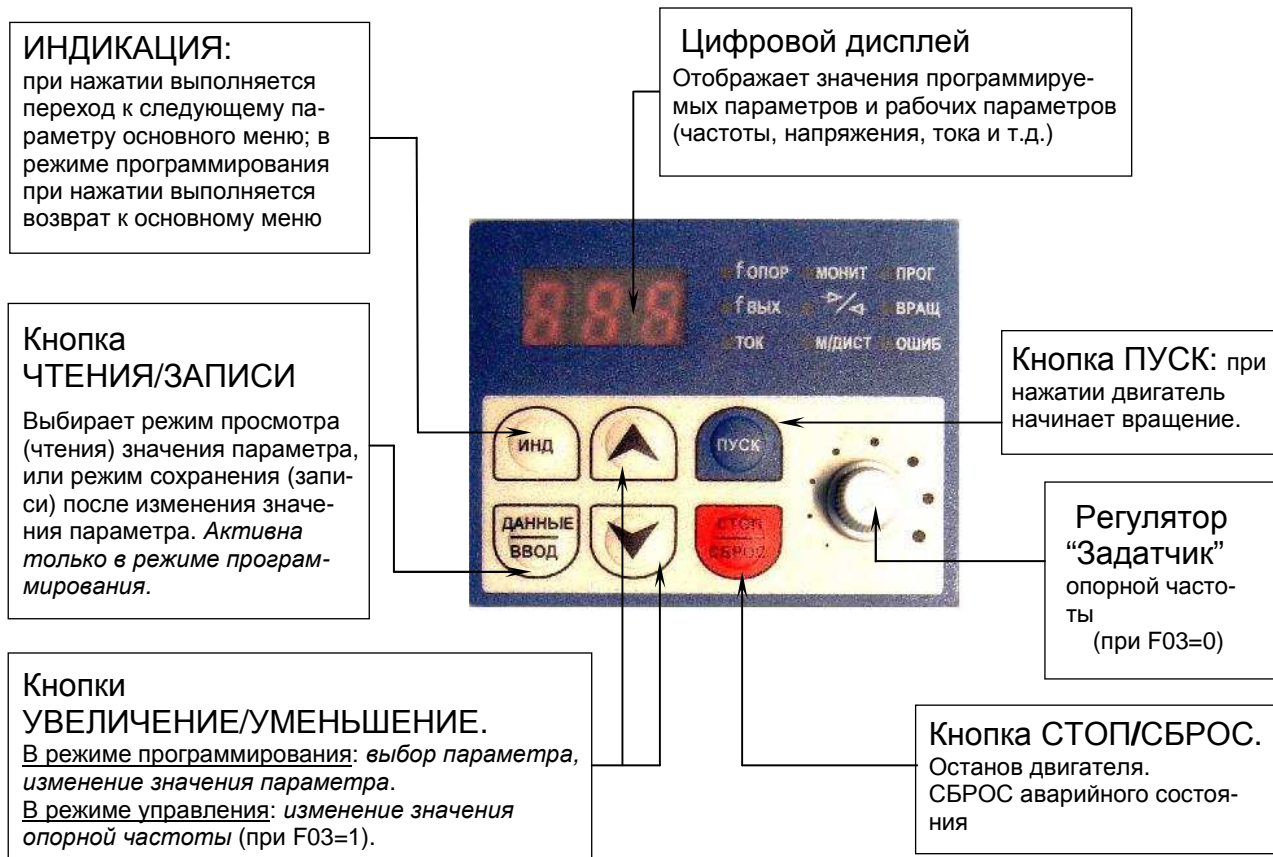 ИНДИКАЦИЯ:
при нажатии выполняется
переход к следующему па-
раметру основного меню; в
режиме программирования
при нажатии выполняется
возврат к основному меню
Цифровой дисплей
Отображает значения программируе-
мых параметров и рабочих параметров
(частоты, напряжения, тока и т.д.)
888
f ОПОР МОНИТ ПРОГ
f ВЫХ ВРАЩ
ТОК М/ДИСТ ОШИБ
Кнопка
ЧТЕНИЯ/ЗАПИСИ
Выбирает режим просмотра
(чтения) значения параметра,
или режим сохранения (запи-
си) после изменения значе-
ния параметра. Активна
только в режиме програм-
мирования.
ИНД
ПУСК
ДАННЫЕ
ВВОД
СТОП
СБРОС
Кнопка ПУСК: при
нажатии двигатель
начинает вращение.
Регулятор
“Задатчик”
опорной часто-
ты
(при F03=0)
Кнопки
УВЕЛИЧЕНИЕ/УМЕНЬШЕНИЕ.
В режиме программирования: выбор параметра,
изменение значения параметра.
В режиме управления: изменение значения
опорной частоты (при F03=1).
Кнопка СТОП/СБРОС.
Останов двигателя.
СБРОС аварийного состоя-
ния